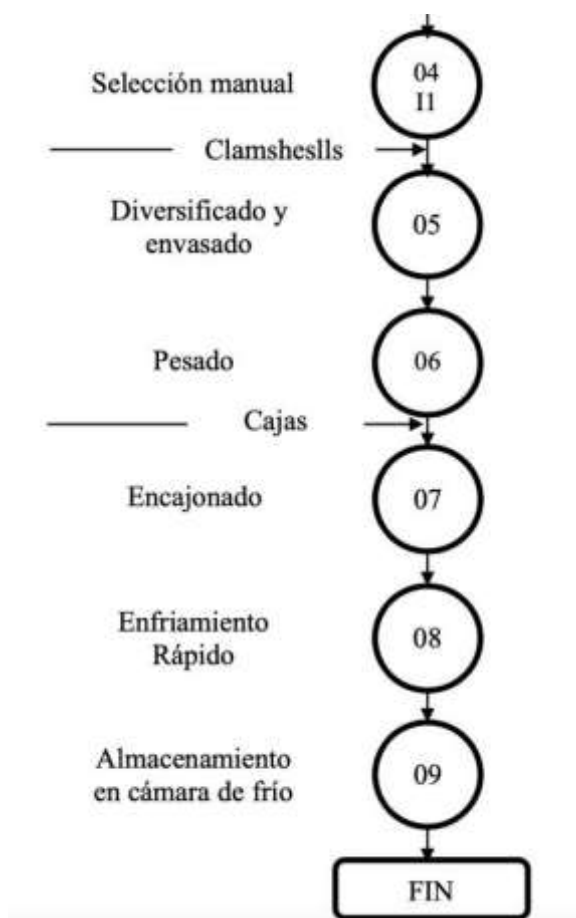 04
Selección manual
I1
Clamsheslls
Diversificado y
05
envasado
Pesado
06
Cajas
Encajonado
07
Enfriamiento
08
Rápido
Almacenamiento
09
en cámara de frío
FIN